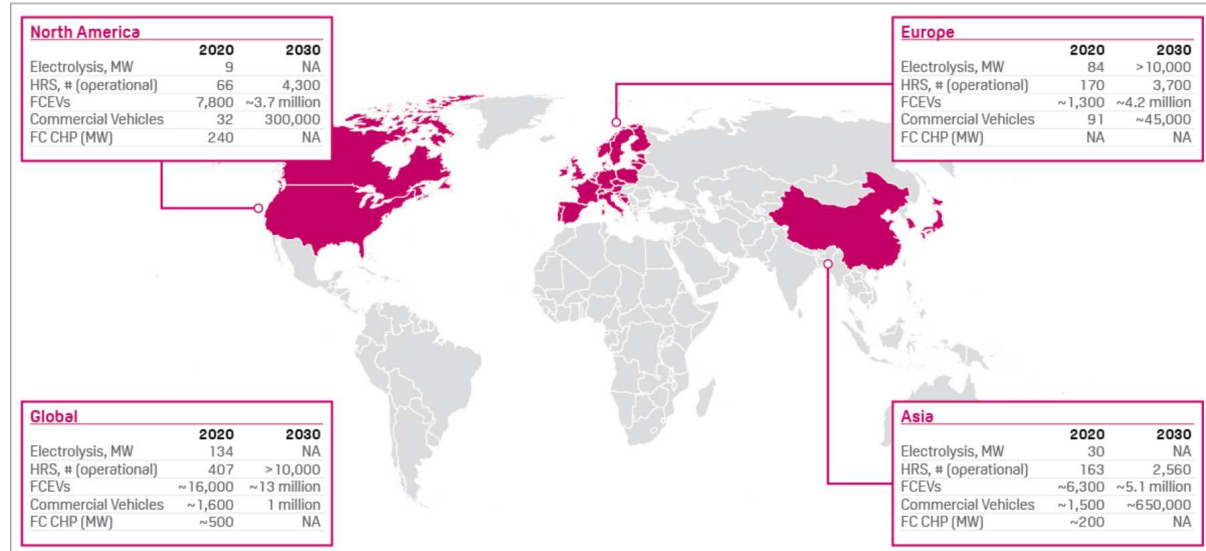 North America
2020 2030
Electrolysis, MW 9 NA
HRS, # (operational) 66 4,300
FCEVs 7,800 ~3.7 million
Commercial Vehicles 32 300,000
FC CHP (MW) 240 NA
Europe
2020 2030
Electrolysis, MW 84 >10,000
HRS, # (operational) 170 3,700
FCEVs ~1,300 ~4.2 million
Commercial Vehicles 91 ~45,000
FC CHP (MW) NA NA
Global
2020 2030
Electrolysis, MW 134 NA
HRS, # (operational) 407 >10,000
FCEVs ~16,000 ~13 million
Commercial Vehicles ~1,600 1 million
FC CHP (MW) ~500 NA
Asia
2020 2030
Electrolysis, MW 30 NA
HRS, # (operational) 163 2,560
FCEVs ~6,300 ~5.1 million
Commercial Vehicles ~1,500 ~650,000
FC CHP (MW) ~200 NA